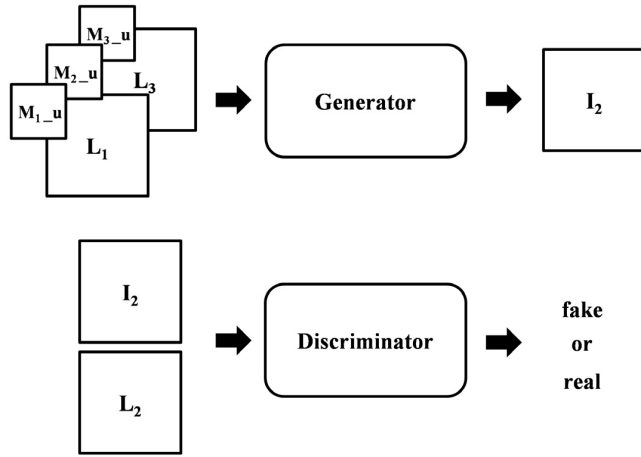 M₃_u
M₂_u
L₃
M₁_u
L₁
Generator
I₂
I₂
L₂
Discriminator
fake
or
real